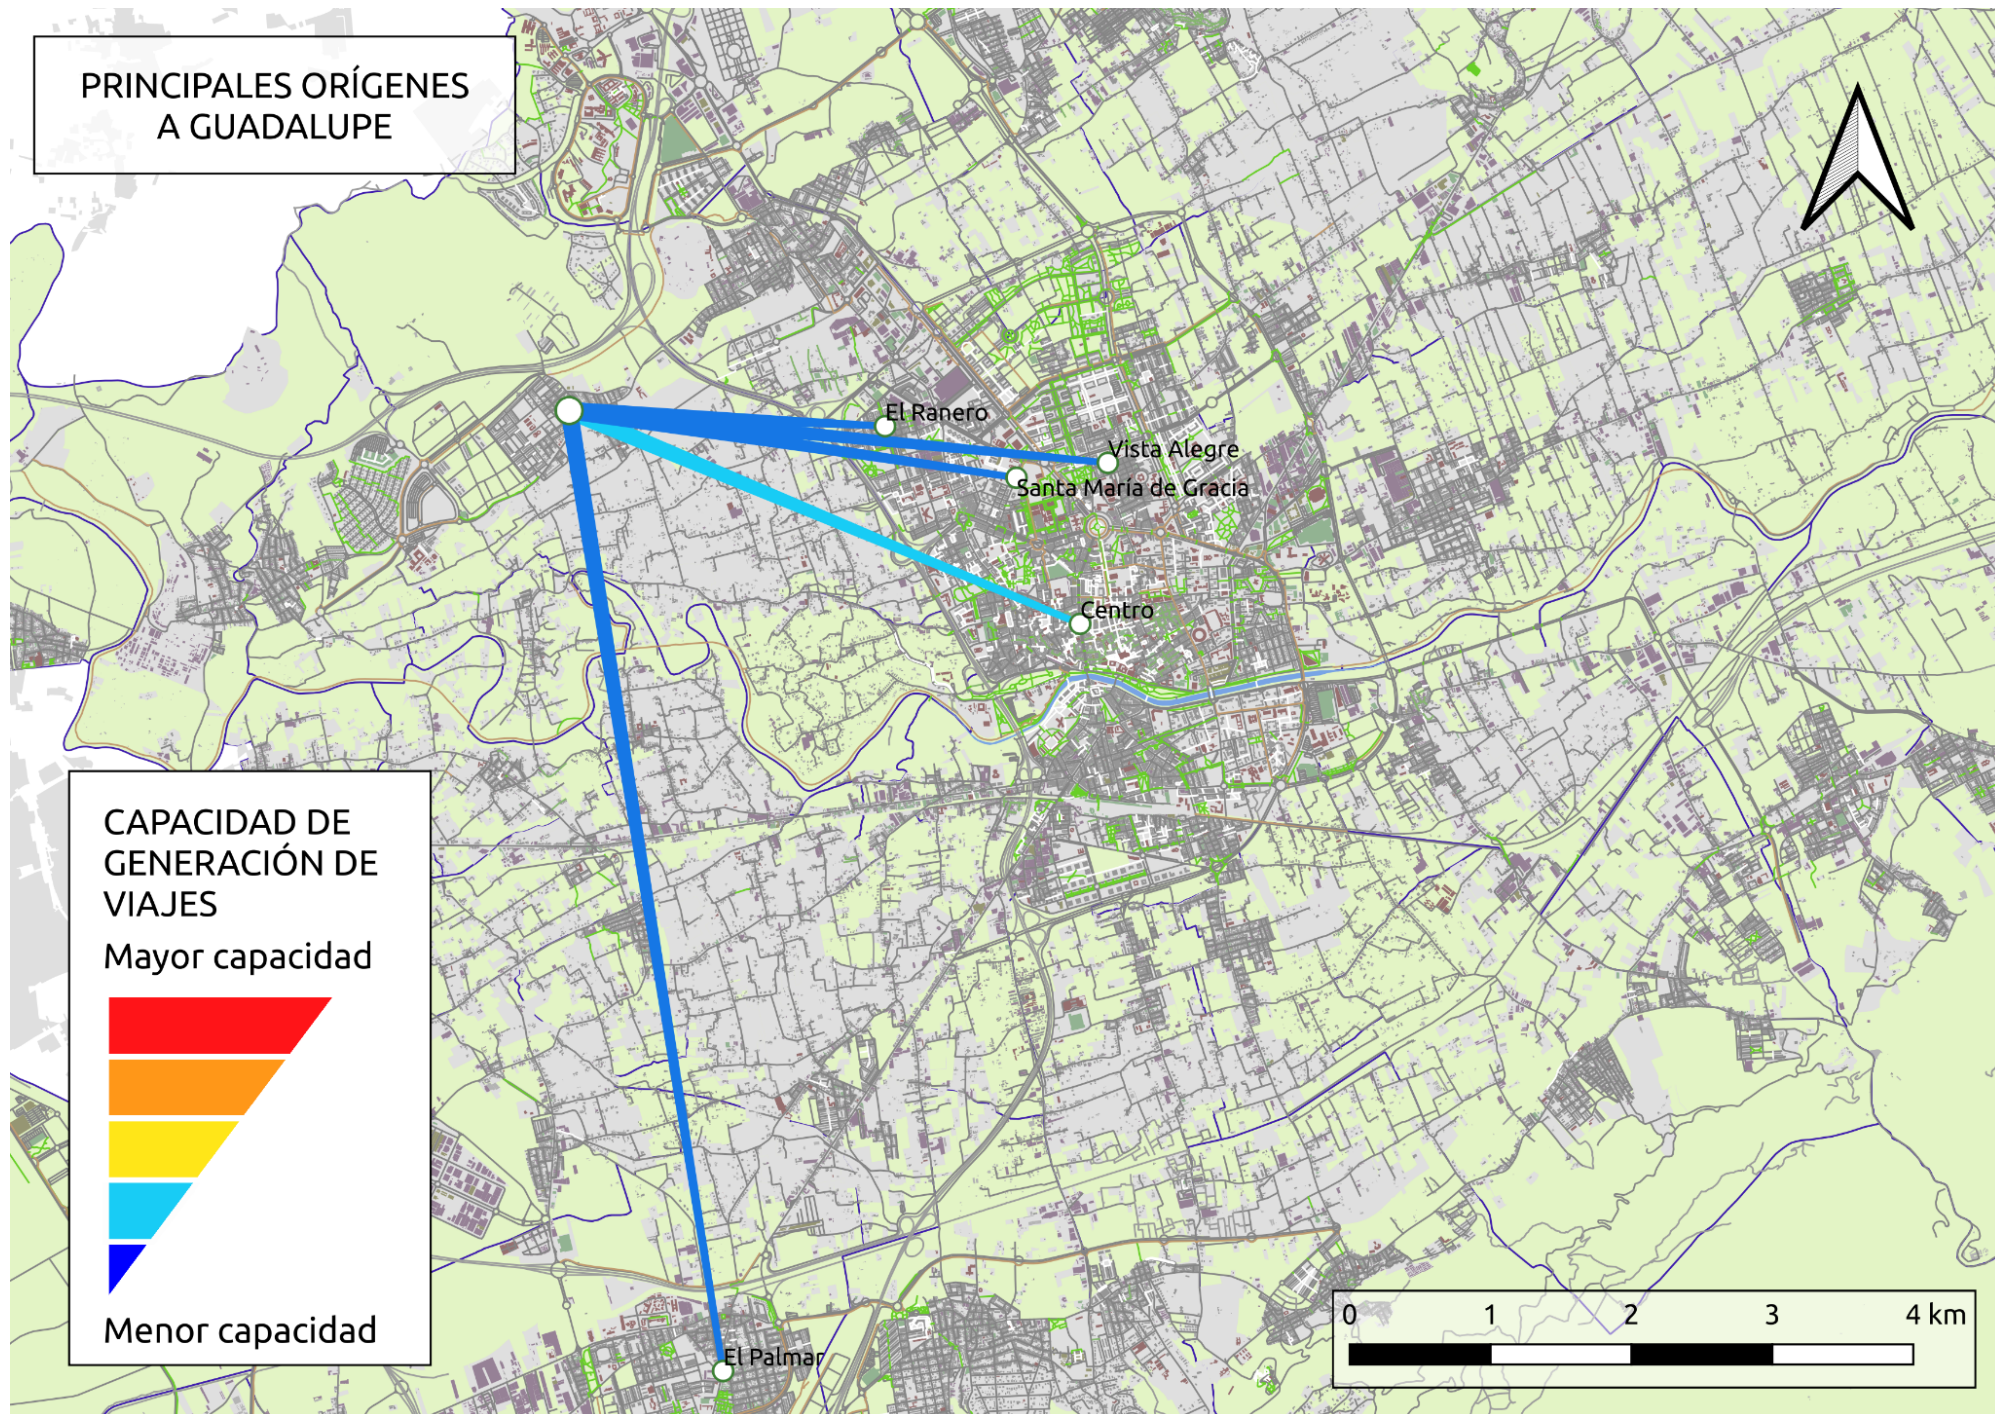 PRINCIPALES ORÍGENES
A GUADALUPE
El Ranero
Vista Alegre
Santa María de Gracia
Centro
CAPACIDAD DE
GENERACIÓN DE
VIAJES
Mayor capacidad
Menor capacidad
El Palmar
0 1 2 3 4 km